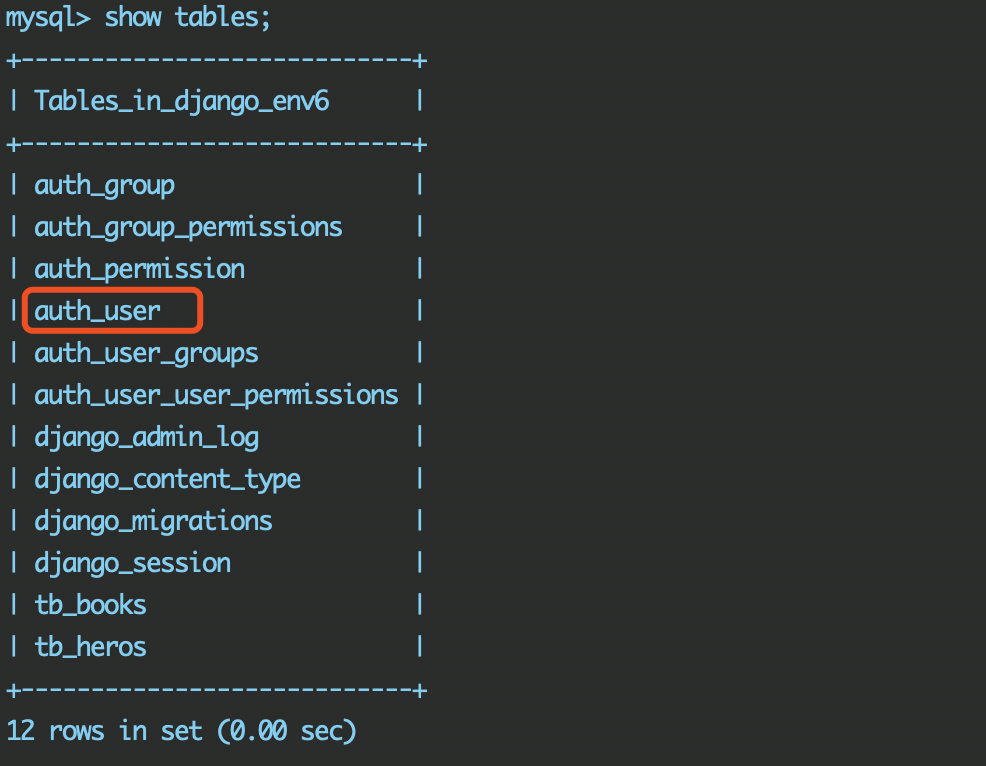 mysql> show tables;
+----------------------------+
| Tables_in_django_env6      |
+----------------------------+
| auth_group                 |
| auth_group_permissions     |
| auth_permission            |
| auth_user                  |
| auth_user_groups           |
| auth_user_user_permissions |
| django_admin_log           |
| django_content_type        |
| django_migrations          |
| django_session             |
| tb_books                   |
| tb_heros                   |
+----------------------------+
12 rows in set (0.00 sec)